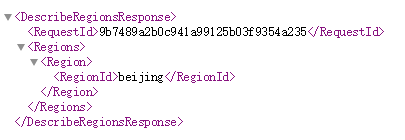 <DescribeRegionsResponse>
<RequestId>9b7489a2b0c941a99125b03f9354a235</RequestId>
<Regions>
<Region>
<RegionId>beijing</RegionId>
</Region>
</Regions>
</DescribeRegionsResponse>